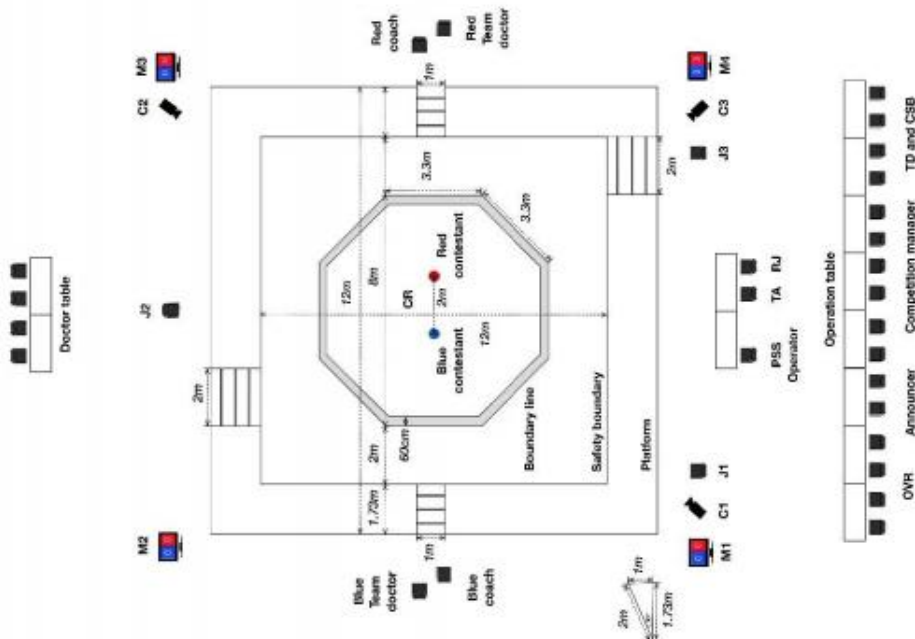 Doctor table
M2
J2
C2
M3
2m
12m
1.73m
2m
8m
Blue
Team
doctor
Red
coach
60cm
CR
3.3m
1m
1m
Blue
contestant
2m
Red
contestant
Blue
coach
Red
Team
doctor
12m
3.3m
Boundary line
Safety boundary
Platform
2m
2m
1m
1.73m
M1
C1
J1
J3
C3
M4
PSS
Operator
TA
RJ
Operation table
OVR
Announcer
Competition manager
TD and CSB